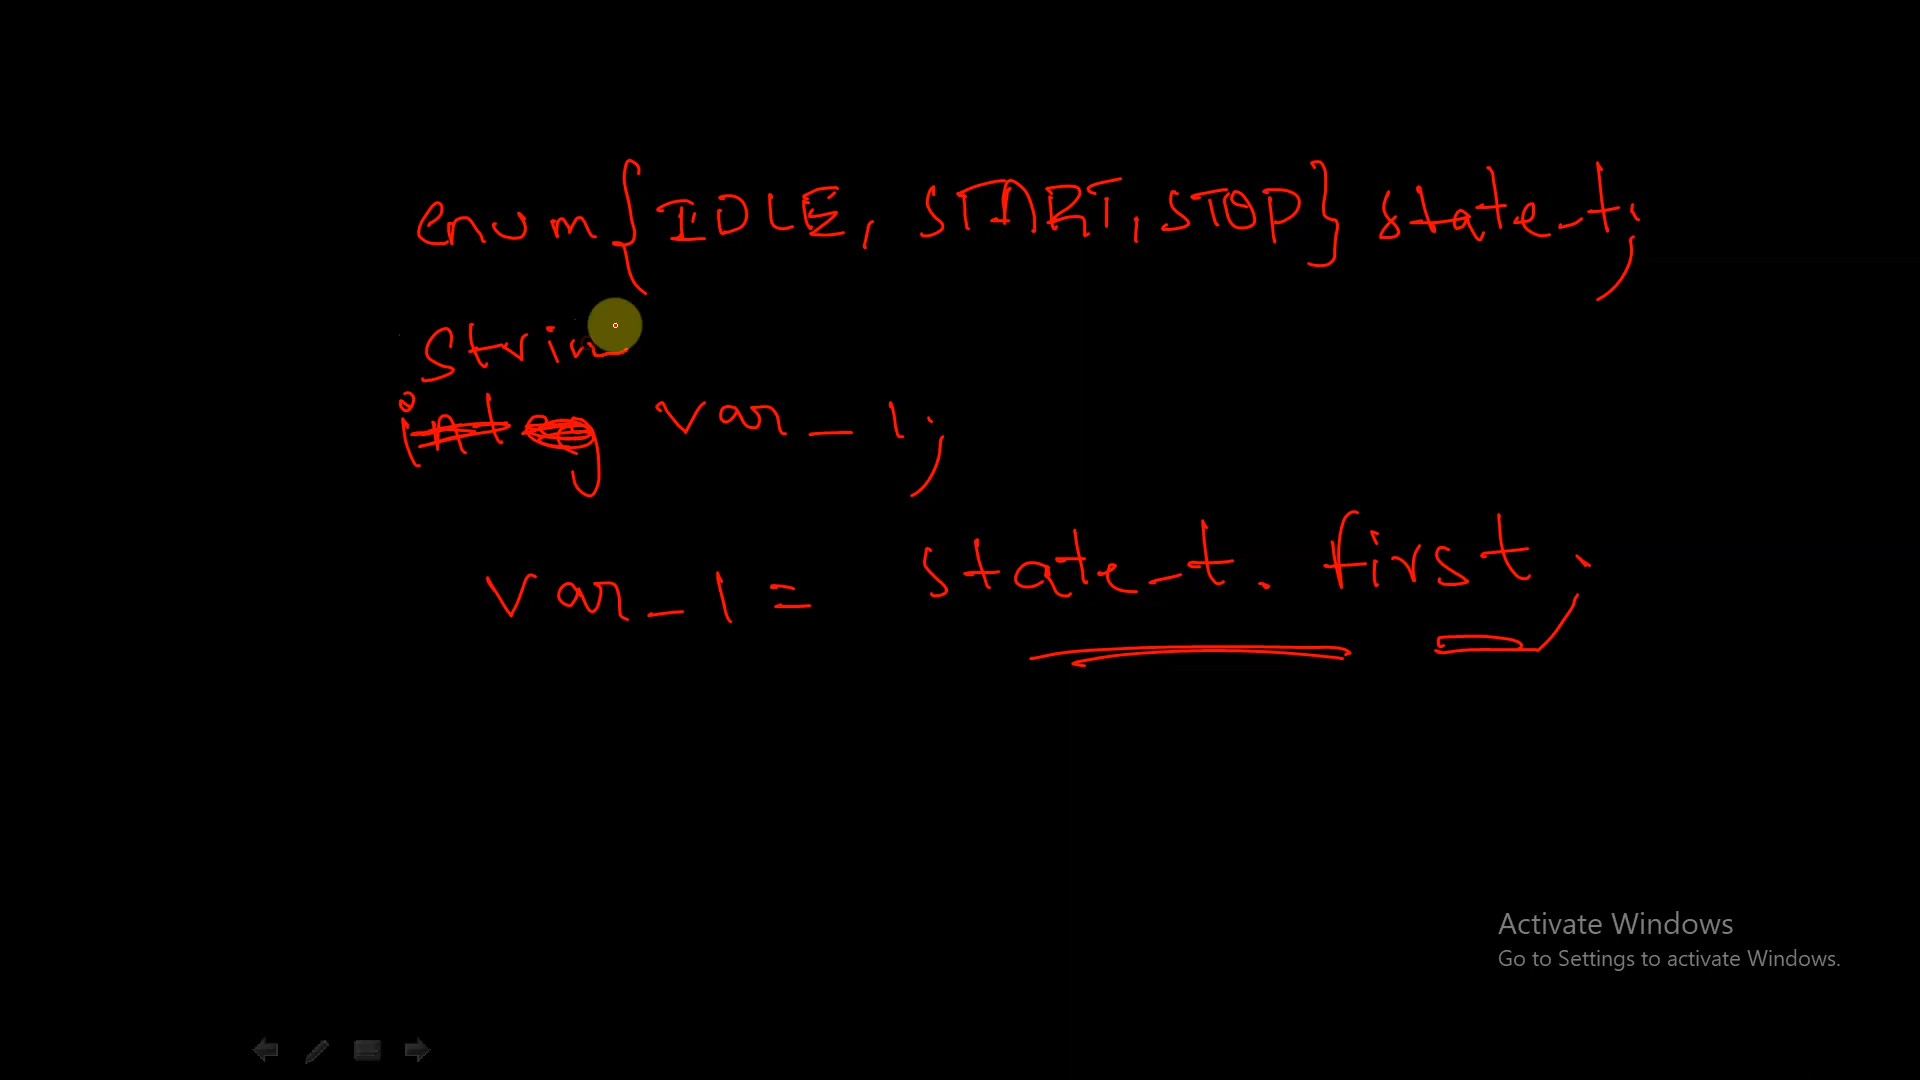 enum{IDLE, START, STOP} state_t;
Strin
var_1;
var_1 = state_t.first;
Activate Windows
Go to Settings to activate Windows.